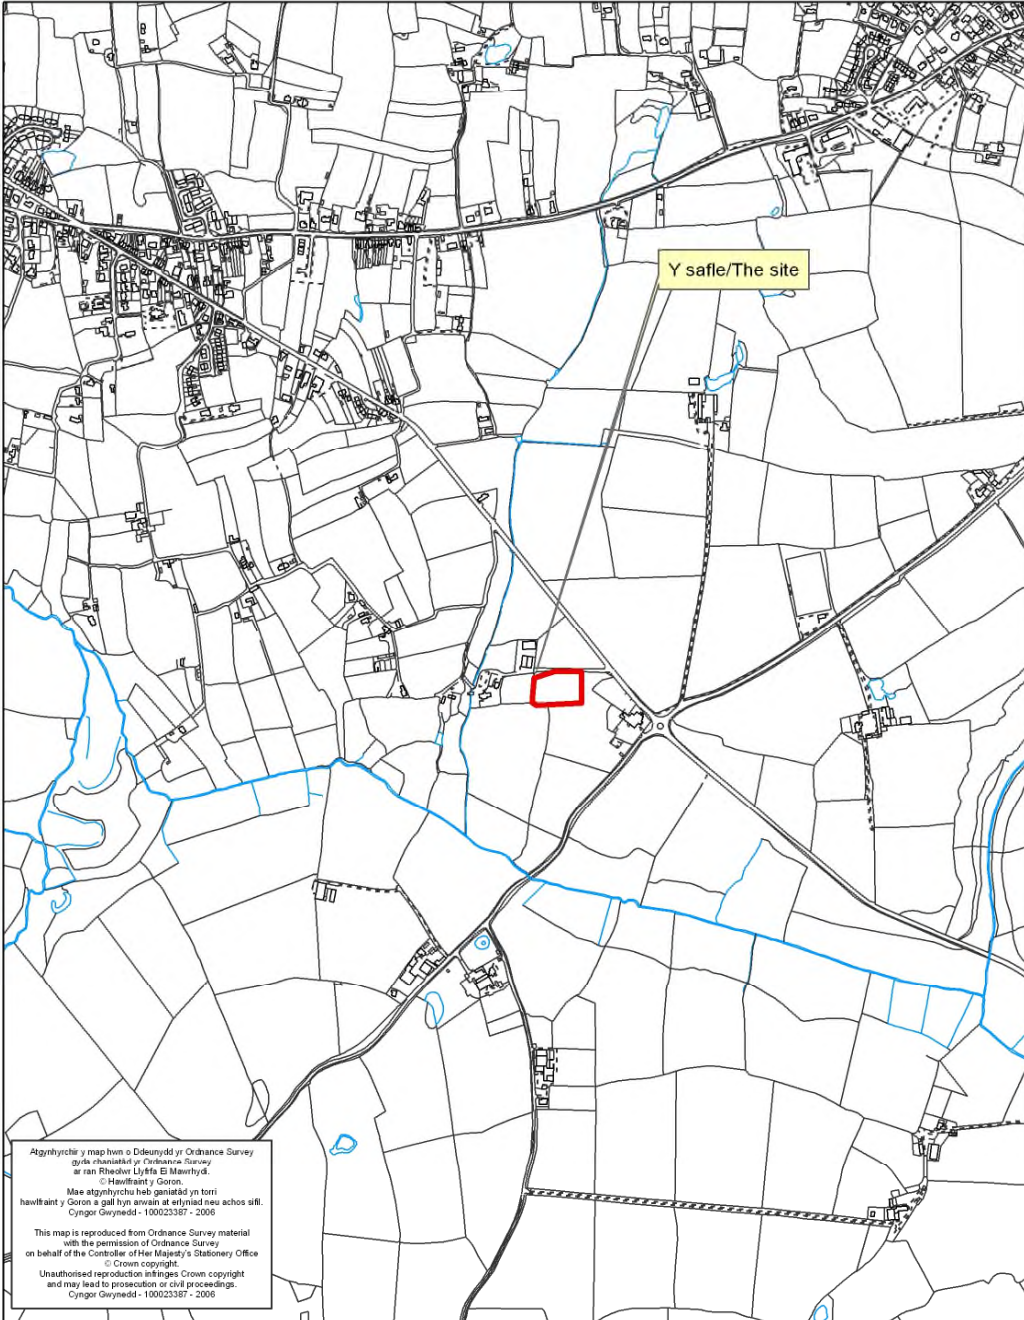 Y safle/The site
Atgynhyrchir y map hwn o Ddeunydd yr Ordnance Survey
gyda chaniatâd yr Ordnance Survey
ar ran Rheolwr Llyfrfa Ei Mawrhydi.
© Hawlfraint y Goron.
Mae atgynhyrchu heb ganiatâd yn torri
hawlfraint y Goron a gall hyn arwain at erlyniad neu achos sifil.
Cyngor Gwynedd - 100023387 - 2006
This map is reproduced from Ordnance Survey material
with the permission of Ordnance Survey
on behalf of the Controller of Her Majesty's Stationery Office
© Crown copyright.
Unauthorised reproduction infringes Crown copyright
and may lead to prosecution or civil proceedings.
Cyngor Gwynedd - 100023387 - 2006